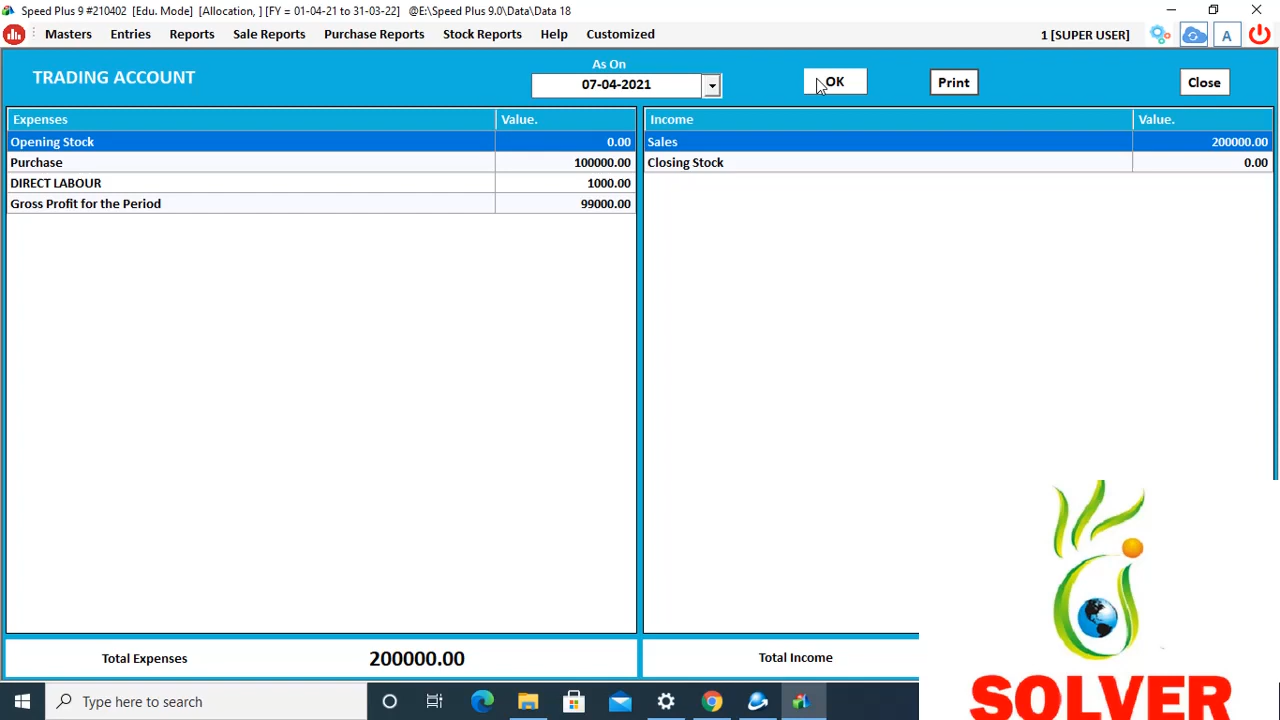 Speed Plus 9 #210402 [Edu. Mode] [Allocation, ] [FY = 01-04-21 to 31-03-22] @E:\Speed Plus 9.0\Data\Data 18
Masters Entries Reports Sale Reports Purchase Reports Stock Reports Help Customized 1 [SUPER USER] A
TRADING ACCOUNT
As On
07-04-2021
OK
Print
Close
Expenses Value.
Opening Stock 0.00
Purchase 100000.00
DIRECT LABOUR 1000.00
Gross Profit for the Period 99000.00
Income Value.
Sales 200000.00
Closing Stock 0.00
Total Expenses 200000.00
Total Income
SOLVER
Type here to search